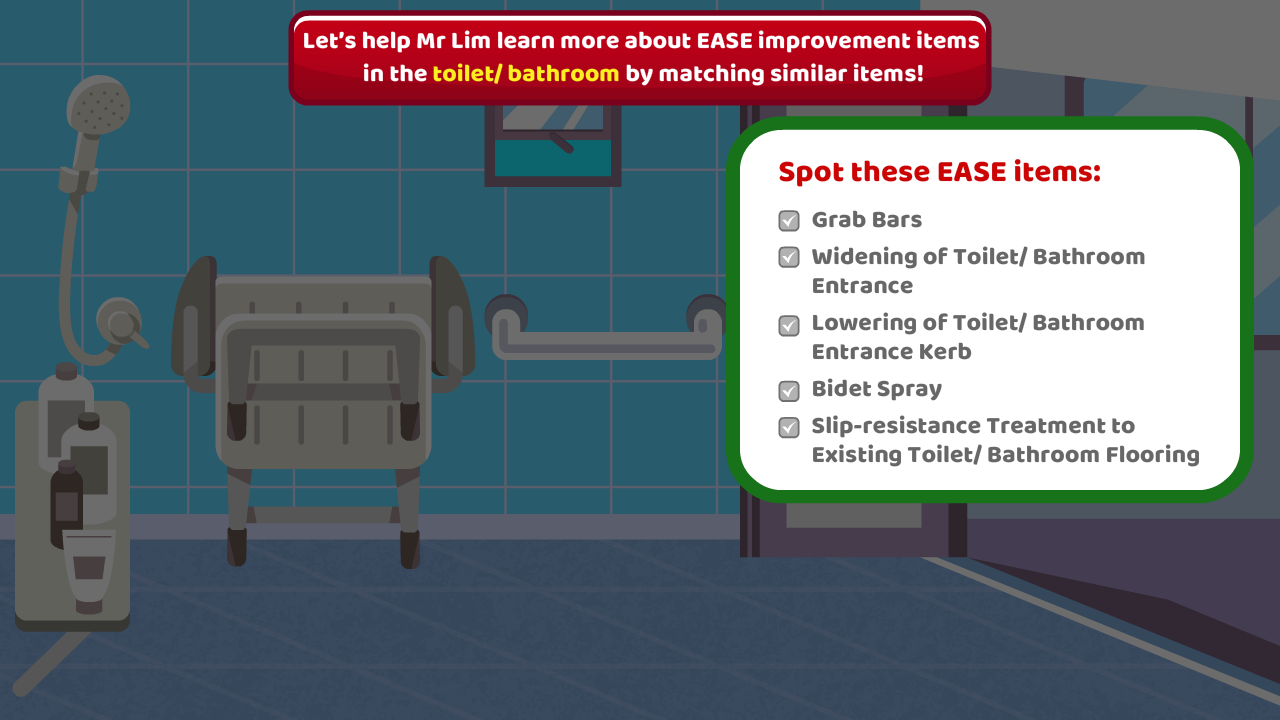 Let's help Mr Lim learn more about EASE improvement items
in the toilet/ bathroom by matching similar items!
Spot these EASE items:
Grab Bars
Widening of Toilet/ Bathroom
Entrance
Lowering of Toilet/ Bathroom
Entrance Kerb
Bidet Spray
Slip-resistance Treatment to
Existing Toilet/ Bathroom Flooring